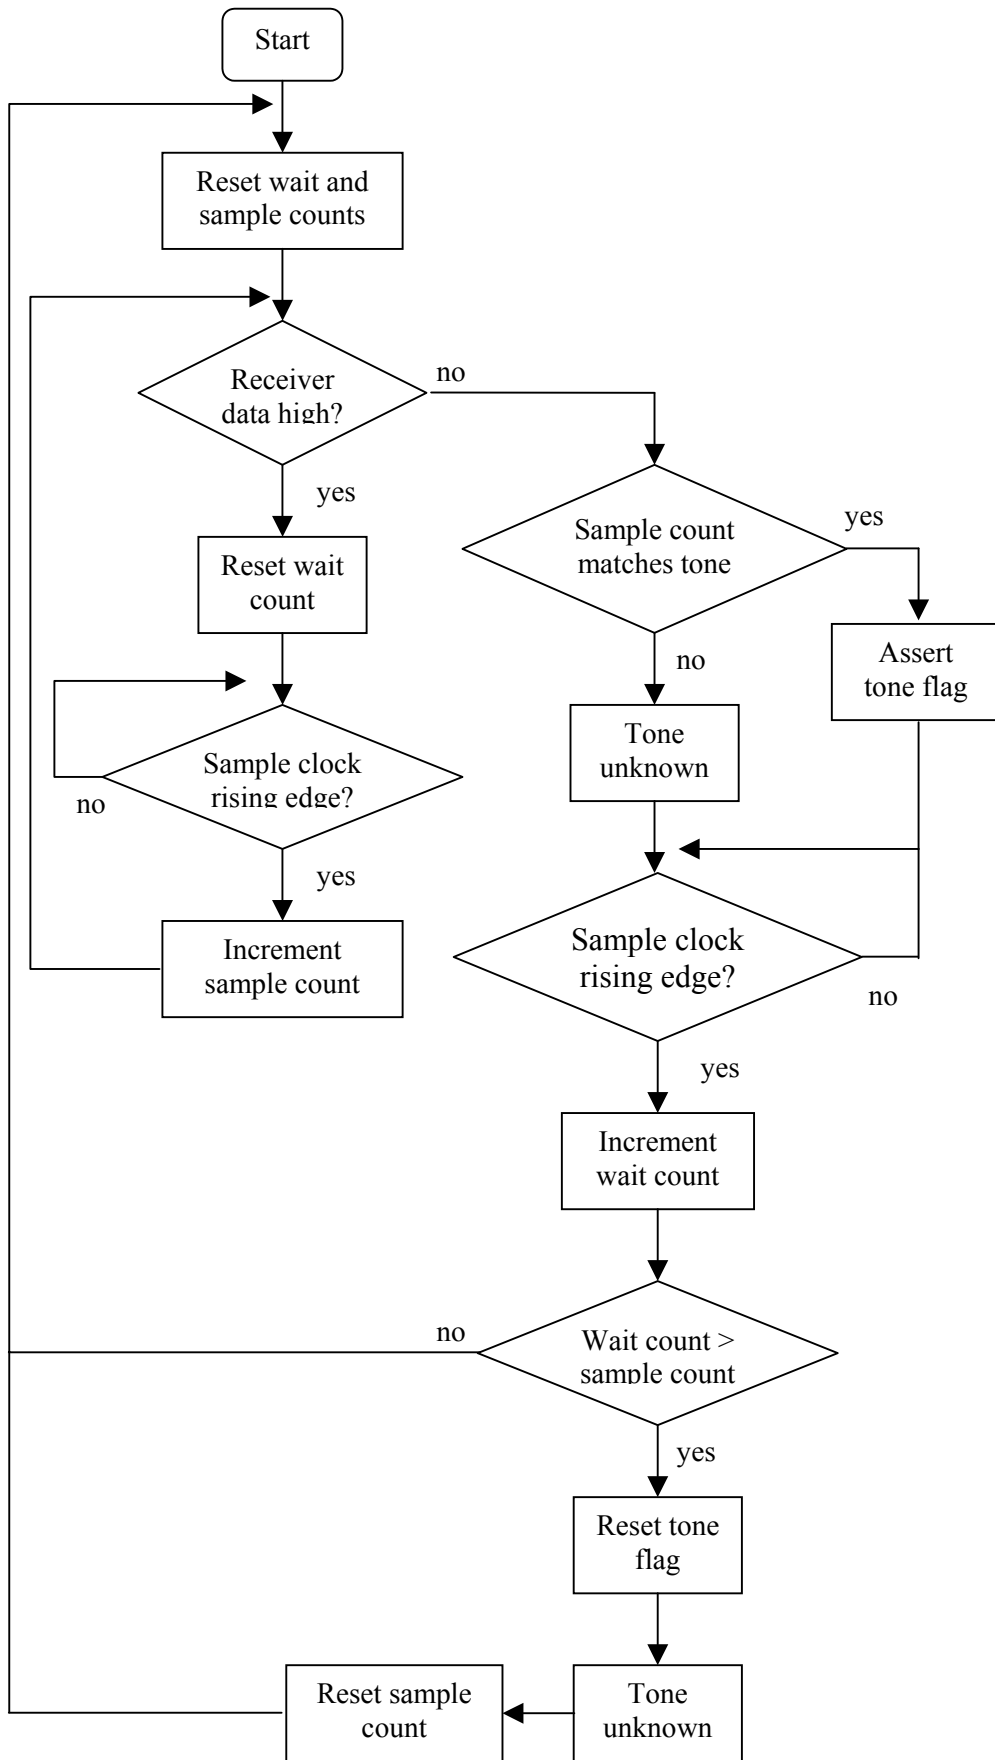 Start
Reset wait and
sample counts
Receiver
data high?
no
yes
Sample count
matches tone
yes
Reset wait
count
Assert
tone flag
no
Tone
unknown
Sample clock
rising edge?
no
yes
Increment
sample count
Sample clock
rising edge?
no
yes
Increment
wait count
Wait count >
sample count
no
yes
Reset tone
flag
Reset sample
count
Tone
unknown